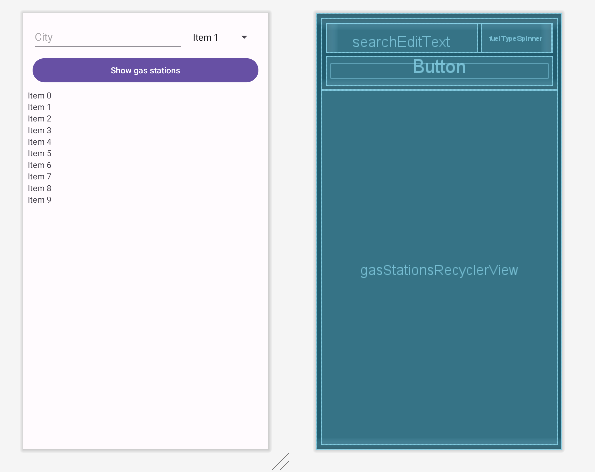 City
Item 1
Show gas stations
Item 0
Item 1
Item 2
Item 3
Item 4
Item 5
Item 6
Item 7
Item 8
Item 9
searchEditText
fuelTypeSpinner
Button
gasStationsRecyclerView